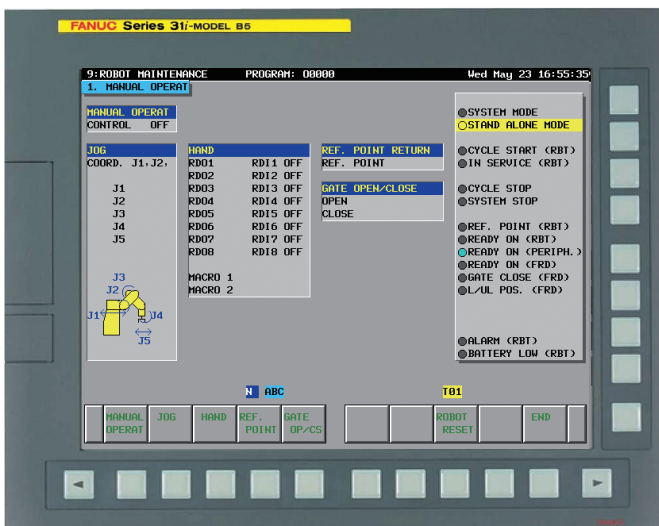 FANUC Series 31i-MODEL B5
9:ROBOT MAINTENANCE PROGRAM: O0000 Wed May 23 16:55:35
1. MANUAL OPERAT
MANUAL OPERAT
CONTROL OFF
JOG
COORD. J1,J2,
J1
J2
J3
J4
J5
J3
J2
J1
J4
J5
HAND
RDO1 RDI1 OFF
RDO2 RDI2 OFF
RDO3 RDI3 OFF
RDO4 RDI4 OFF
RDO5 RDI5 OFF
RDO6 RDI6 OFF
RDO7 RDI7 OFF
RDO8 RDI8 OFF
MACRO 1
MACRO 2
REF. POINT RETURN
REF. POINT
GATE OPEN/CLOSE
OPEN
CLOSE
SYSTEM MODE
STAND ALONE MODE
CYCLE START (RBT)
IN SERVICE (RBT)
CYCLE STOP
SYSTEM STOP
REF. POINT (RBT)
READY ON (RBT)
READY ON (PERIPH.)
READY ON (FRD)
GATE CLOSE (FRD)
L/UL POS. (FRD)
ALARM (RBT)
BATTERY LOW (RBT)
N ABC T01
MANUAL OPERAT
JOG
HAND
REF. POINT
GATE OP/CS
ROBOT RESET
END